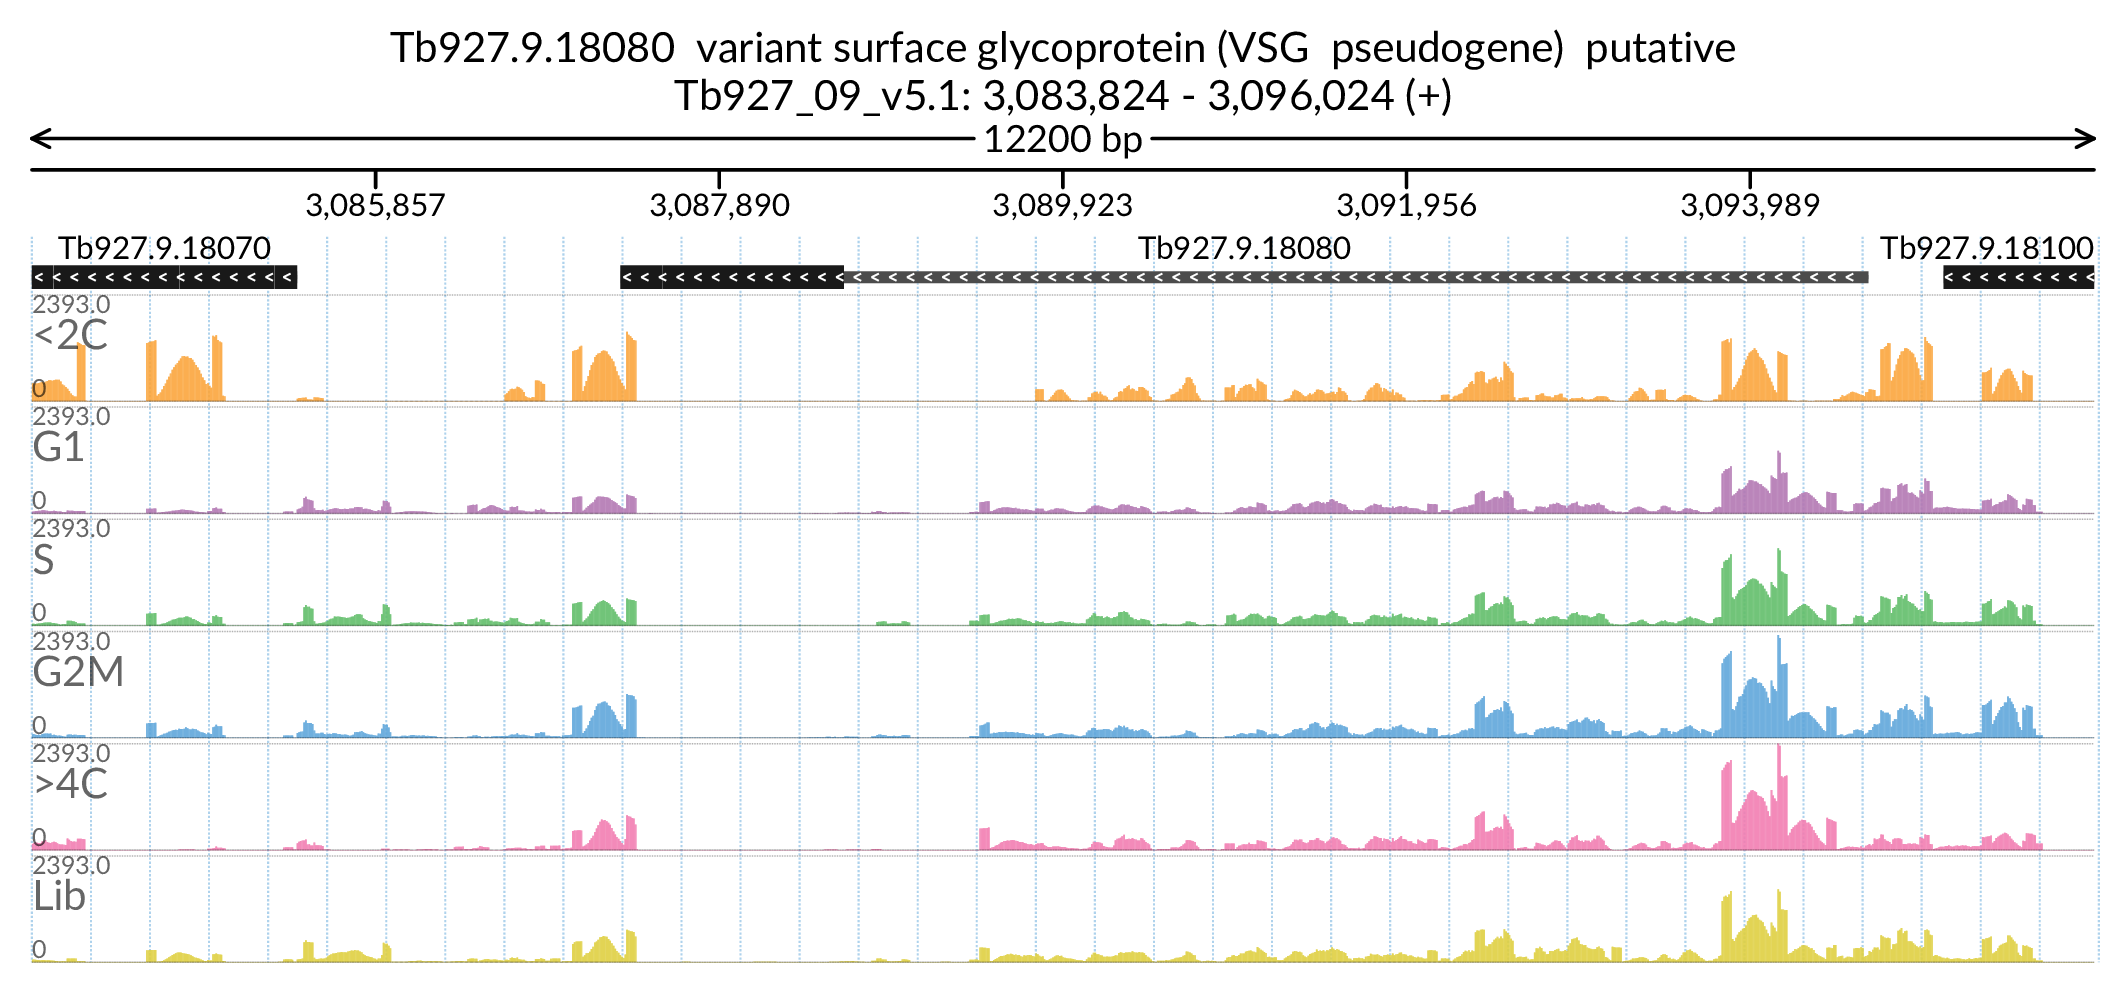 Tb927.9.18080 variant surface glycoprotein (VSG pseudogene) putative
Tb927_09_v5.1: 3,083,824 - 3,096,024 (+)
12200 bp
3,085,857 3,087,890 3,089,923 3,091,956 3,093,989
Tb927.9.18070 Tb927.9.18080 Tb927.9.18100
2393.0
<2C
0
2393.0
G1
0
2393.0
S
0
2393.0
G2M
0
2393.0
>4C
0
2393.0
Lib
0